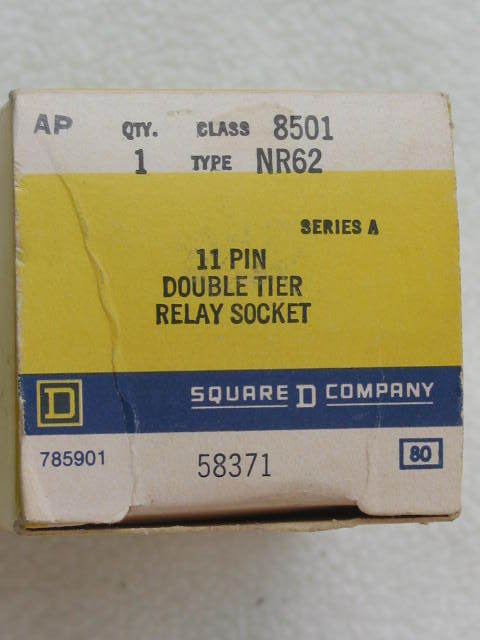 AP QTY. CLASS 8501
1 TYPE NR62
SERIES A
11 PIN
DOUBLE TIER
RELAY SOCKET
D SQUARE D COMPANY
785901 58371 80